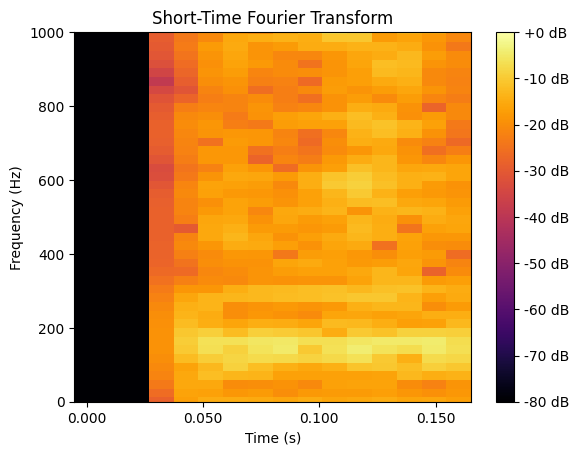 Short-Time Fourier Transform
1000
800
600
400
200
0
Frequency (Hz)
0.000
0.050
0.100
0.150
Time (s)
+0 dB
-10 dB
-20 dB
-30 dB
-40 dB
-50 dB
-60 dB
-70 dB
-80 dB